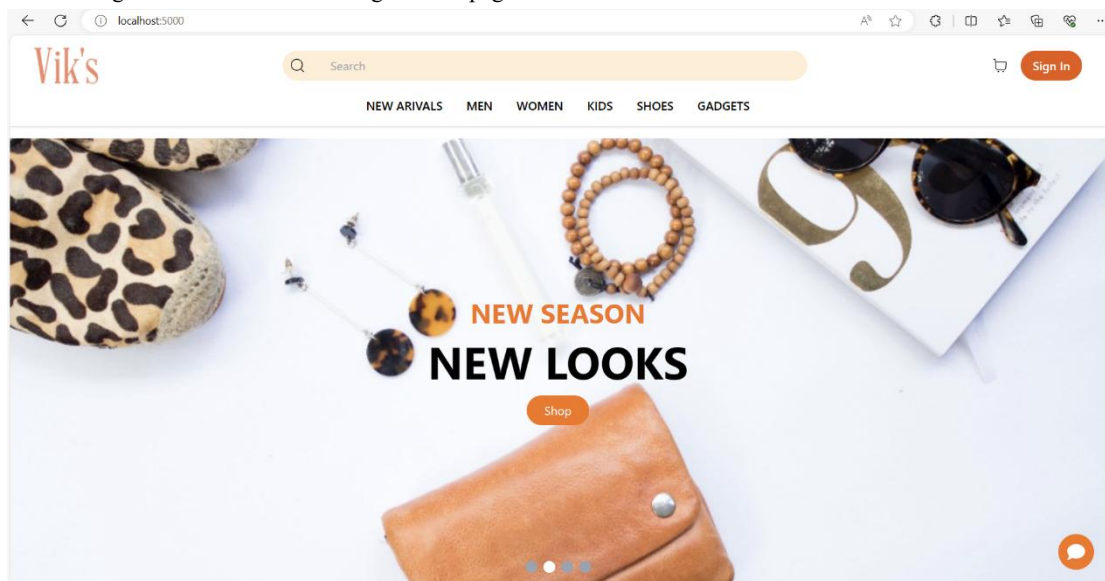 localhost:5000
Vik's
Search
Sign In
NEW ARIVALS MEN WOMEN KIDS SHOES GADGETS
NEW SEASON
NEW LOOKS
Shop